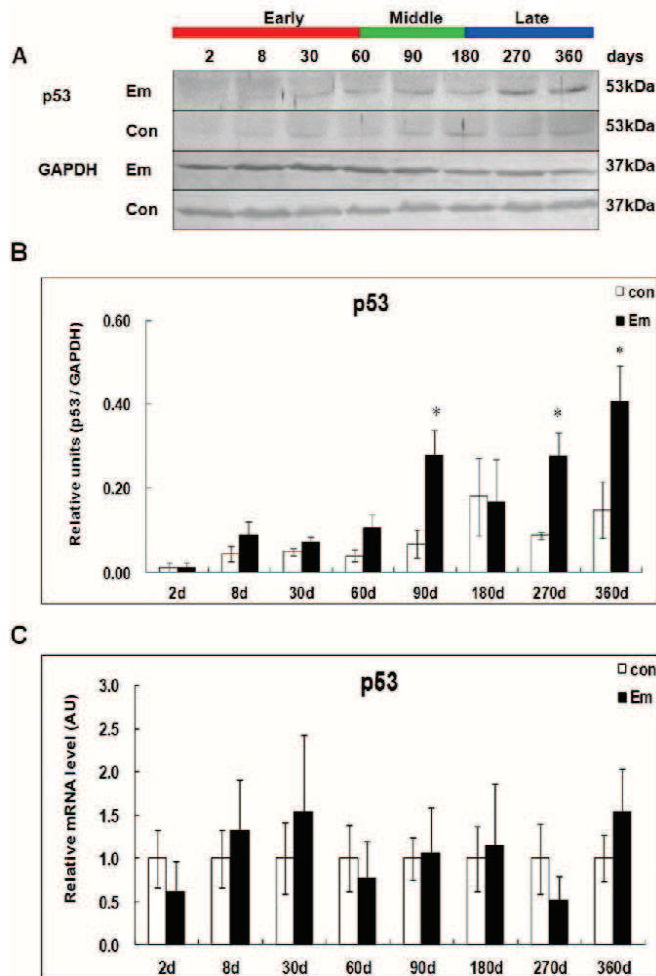 Early Middle Late
A 2 8 30 60 90 180 270 360 days
p53 Em 53kDa
Con 53kDa
GAPDH Em 37kDa
Con 37kDa
B
p53
con
Em
Relative units (p53 / GAPDH)
0.60
0.40
0.20
0.00
* * *
2d 8d 30d 60d 90d 180d 270d 360d
C
p53
con
Em
Relative mRNA level (AU)
3.0
2.5
2.0
1.5
1.0
0.5
0.0
2d 8d 30d 60d 90d 180d 270d 360d